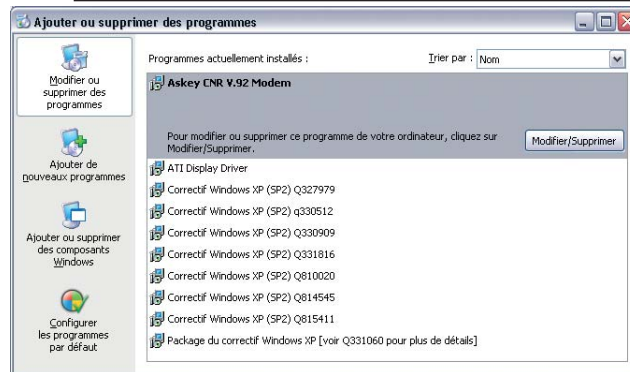 Ajouter ou supprimer des programmes
Modifier ou
supprimer des
programmes
Ajouter de
nouveaux programmes
Ajouter ou supprimer
des composants
Windows
Configurer
les programmes
par défaut
Programmes actuellement installés :
Trier par :
Nom
Askey CNR V.92 Modem
Pour modifier ou supprimer ce programme de votre ordinateur, cliquez sur
Modifier/Supprimer.
Modifier/Supprimer
ATI Display Driver
Correctif Windows XP (SP2) Q327979
Correctif Windows XP (SP2) q330512
Correctif Windows XP (SP2) Q330909
Correctif Windows XP (SP2) Q331816
Correctif Windows XP (SP2) Q810020
Correctif Windows XP (SP2) Q814545
Correctif Windows XP (SP2) Q815411
Package du correctif Windows XP [voir Q331060 pour plus de détails]